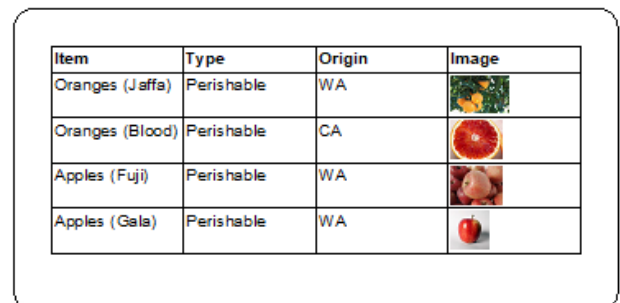 Item Type Origin Image
Oranges (Jaffa) Perishable WA
Oranges (Blood) Perishable CA
Apples (Fuji) Perishable WA
Apples (Gala) Perishable WA